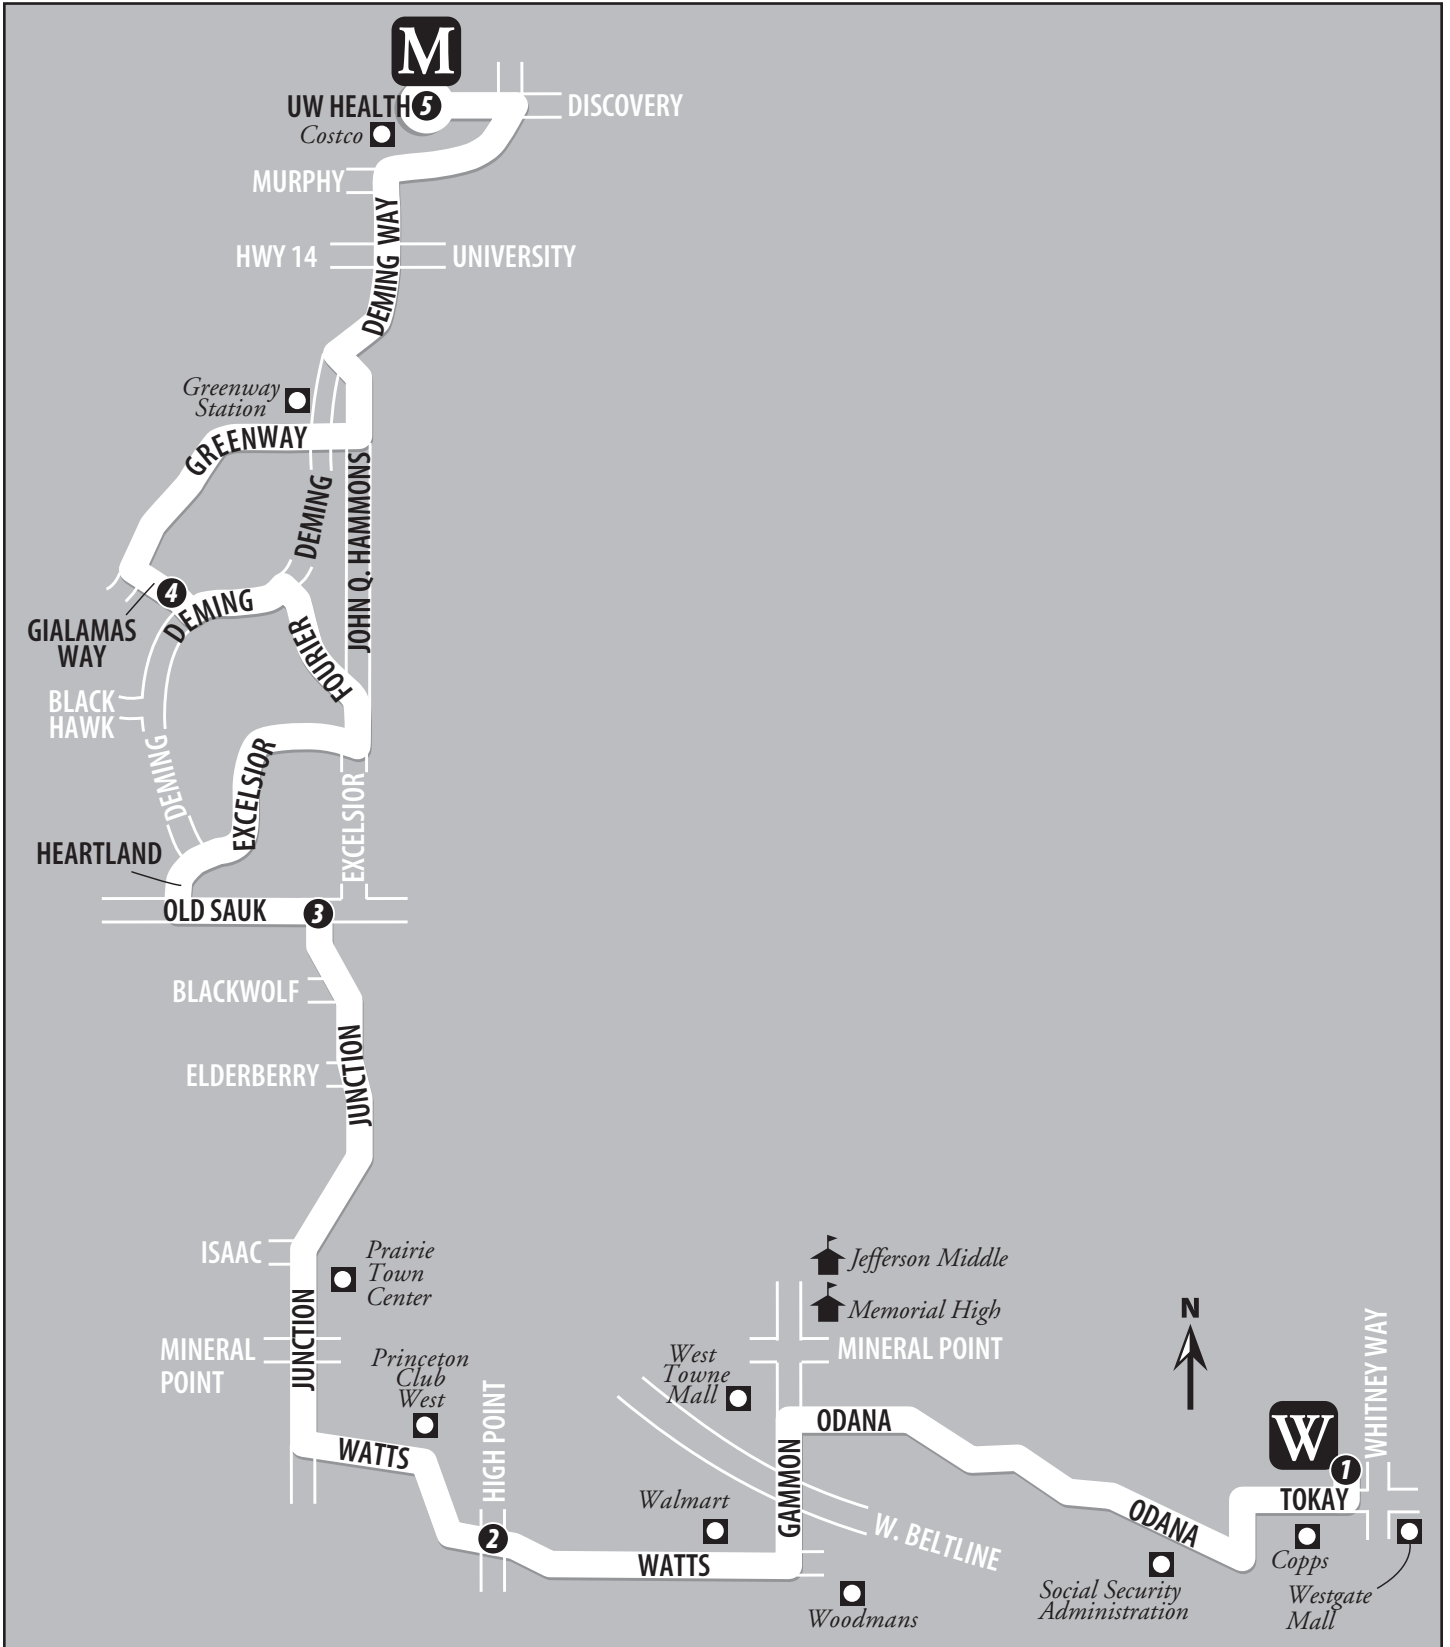 M
UW HEALTH 5
DISCOVERY
Costco
MURPHY
DEMING WAY
HWY 14
UNIVERSITY
DEMING WAY
Greenway
Station
GREENWAY
DEMING
JOHN Q. HAMMONS
4
DEMING
GIALAMAS
WAY
FOURIER
BLACK
HAWK
DEMING
EXCELSIOR
EXCELSIOR
HEARTLAND
OLD SAUK
3
BLACKWOLF
JUNCTION
ELDERBERRY
ISAAC
Prairie
Town
Center
JUNCTION
MINERAL
POINT
Princeton
Club
West
WATTS
HIGH POINT
2
WATTS
Jefferson Middle
Memorial High
MINERAL POINT
West
Towne
Mall
ODANA
GAMMON
Walmart
W. BELTLINE
Woodmans
N
WHITNEY WAY
W
1
TOKAY
ODANA
Copps
Social Security
Administration
Westgate
Mall